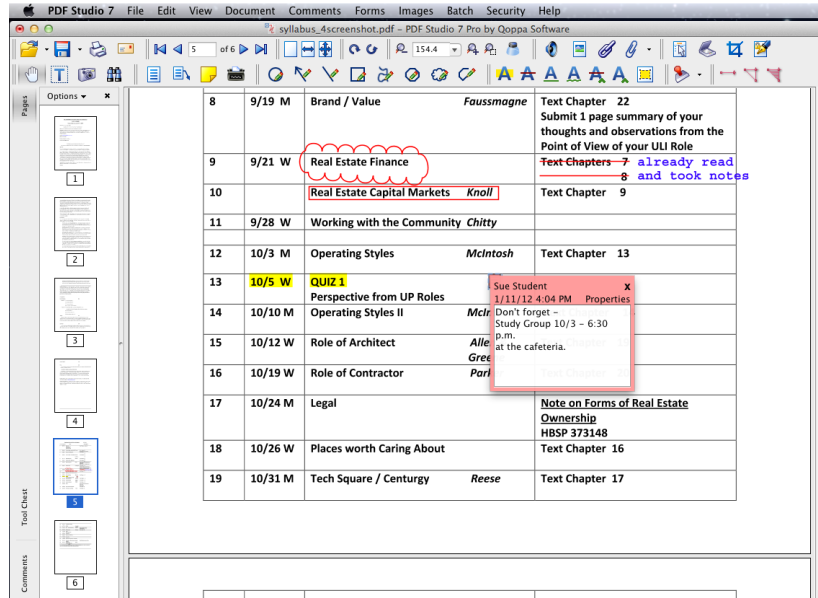 PDF Studio 7 File Edit View Document Comments Forms Images Batch Security Help
syllabus_4screenshot.pdf – PDF Studio 7 Pro by Qoppa Software
5 of 6 154.4
Pages
Options x
1
2
3
4
5
6
Tool Chest
Comments
8 9/19 M Brand / Value Faussmagne Text Chapter 22
Submit 1 page summary of your
thoughts and observations from the
Point of View of your ULI Role
9 9/21 W Real Estate Finance Text Chapters 7 already read
8 and took notes
10 Real Estate Capital Markets Knoll Text Chapter 9
11 9/28 W Working with the Community Chitty
12 10/3 M Operating Styles McIntosh Text Chapter 13
13 10/5 W QUIZ 1
Perspective from UP Roles
Sue Student x
1/11/12 4:04 PM Properties
Don't forget –
Study Group 10/3 – 6:30
p.m.
at the cafeteria.
14 10/10 M Operating Styles II
15 10/12 W Role of Architect
16 10/19 W Role of Contractor
17 10/24 M Legal Note on Forms of Real Estate
Ownership
HBSP 373148
18 10/26 W Places worth Caring About Text Chapter 16
19 10/31 M Tech Square / Centurgy Reese Text Chapter 17